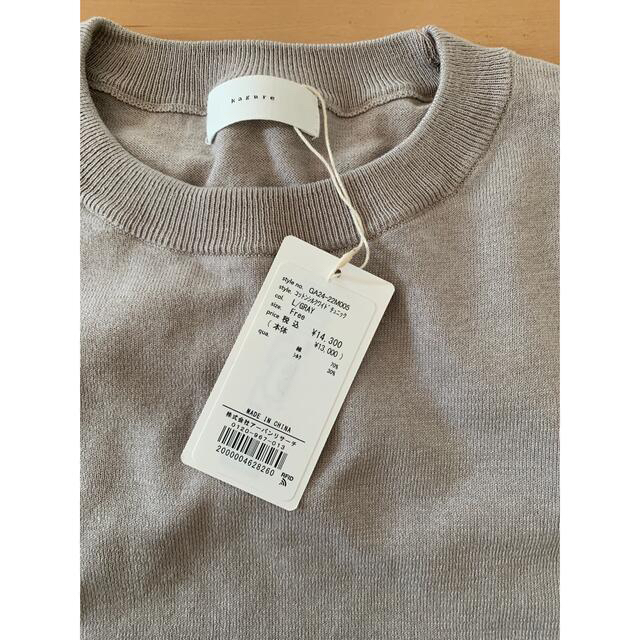 kagure
style no. GA24-22M005
style. コットンシルクワイドチュニック
col. L/GRAY
size. Free
price 税込 ¥14,300
(本体 ¥13,000)
qua.
綿 70%
シルク 30%
MADE IN CHINA
株式会社アーバンリサーチ
0120-967-013
2000004628260
RFID